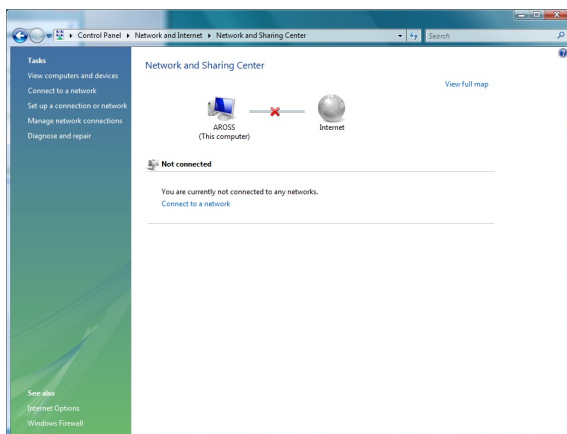 Control Panel ▸ Network and Internet ▸ Network and Sharing Center
Search
Tasks
View computers and devices
Connect to a network
Set up a connection or network
Manage network connections
Diagnose and repair
See also
Internet Options
Windows Firewall
Network and Sharing Center
View full map
AROSS
(This computer)
Internet
Not connected
You are currently not connected to any networks.
Connect to a network